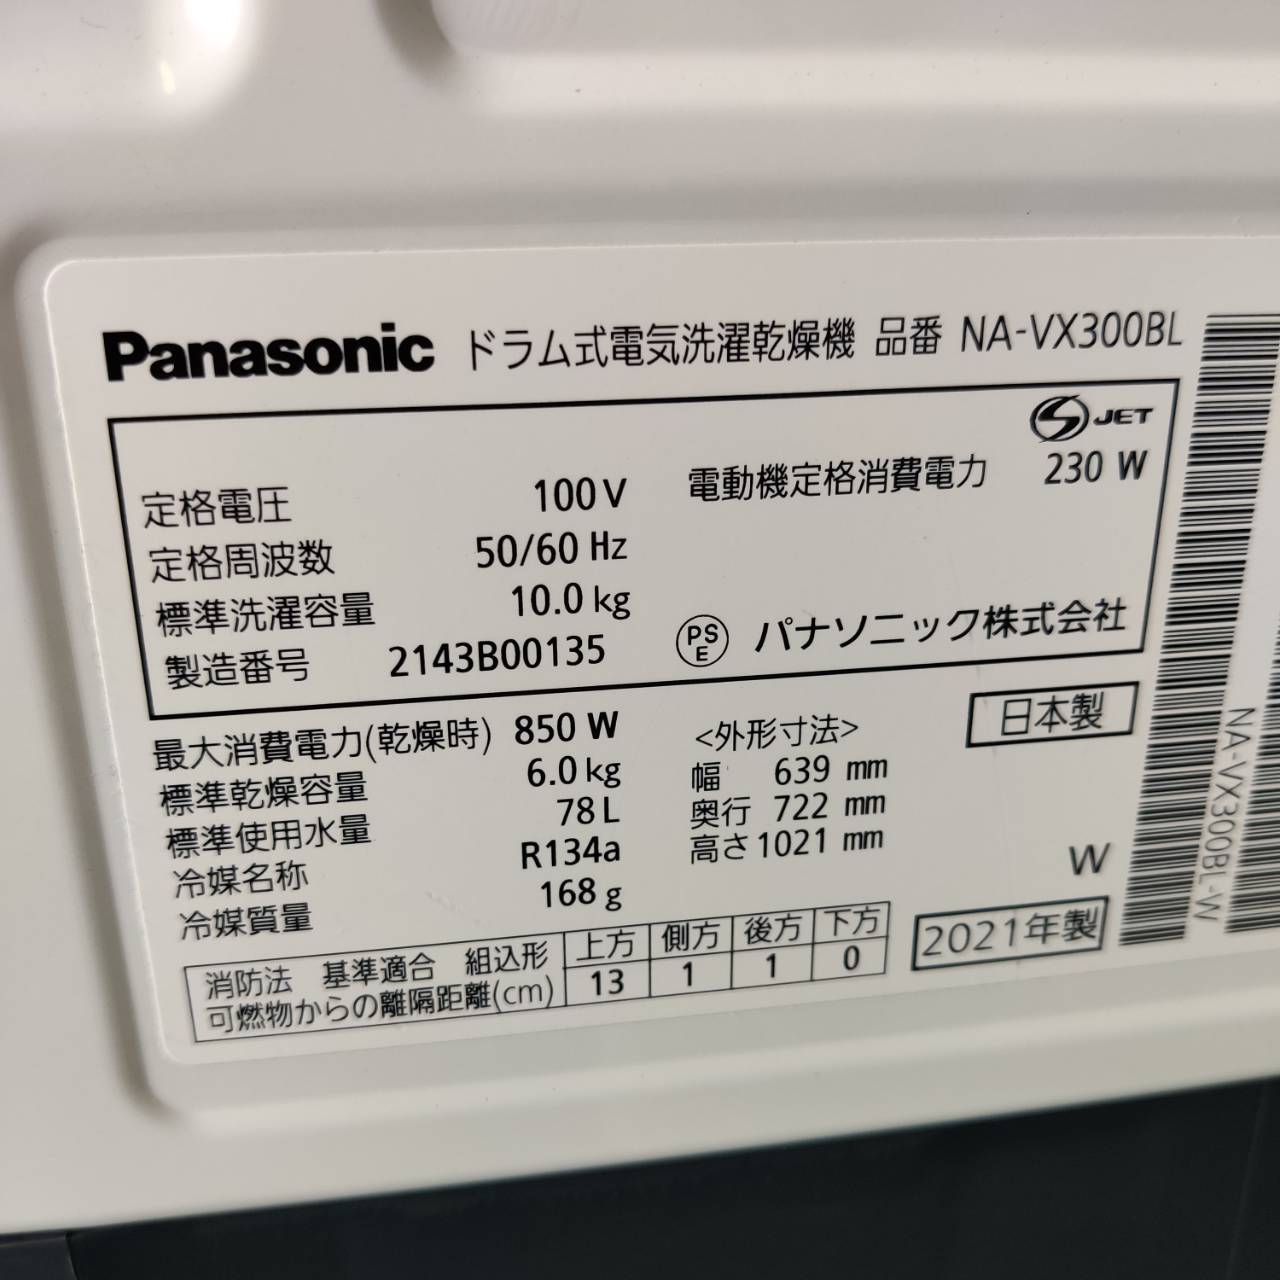 Panasonic ドラム式電気洗濯乾燥機 品番 NA-VX300BL
S JET
定格電圧 100V 電動機定格消費電力 230 W
定格周波数 50/60 Hz
標準洗濯容量 10.0 kg
製造番号 2143B00135 PS E パナソニック株式会社
最大消費電力(乾燥時) 850 W <外形寸法> 日本製
標準乾燥容量 6.0 kg 幅 639 mm
標準使用水量 78 L 奥行 722 mm
冷媒名称 R134a 高さ 1021 mm W
冷媒質量 168 g
消防法 基準適合 組込形 上方 側方 後方 下方 2021年製
可燃物からの離隔距離(cm) 13 1 1 0
NA-VX300BL-W